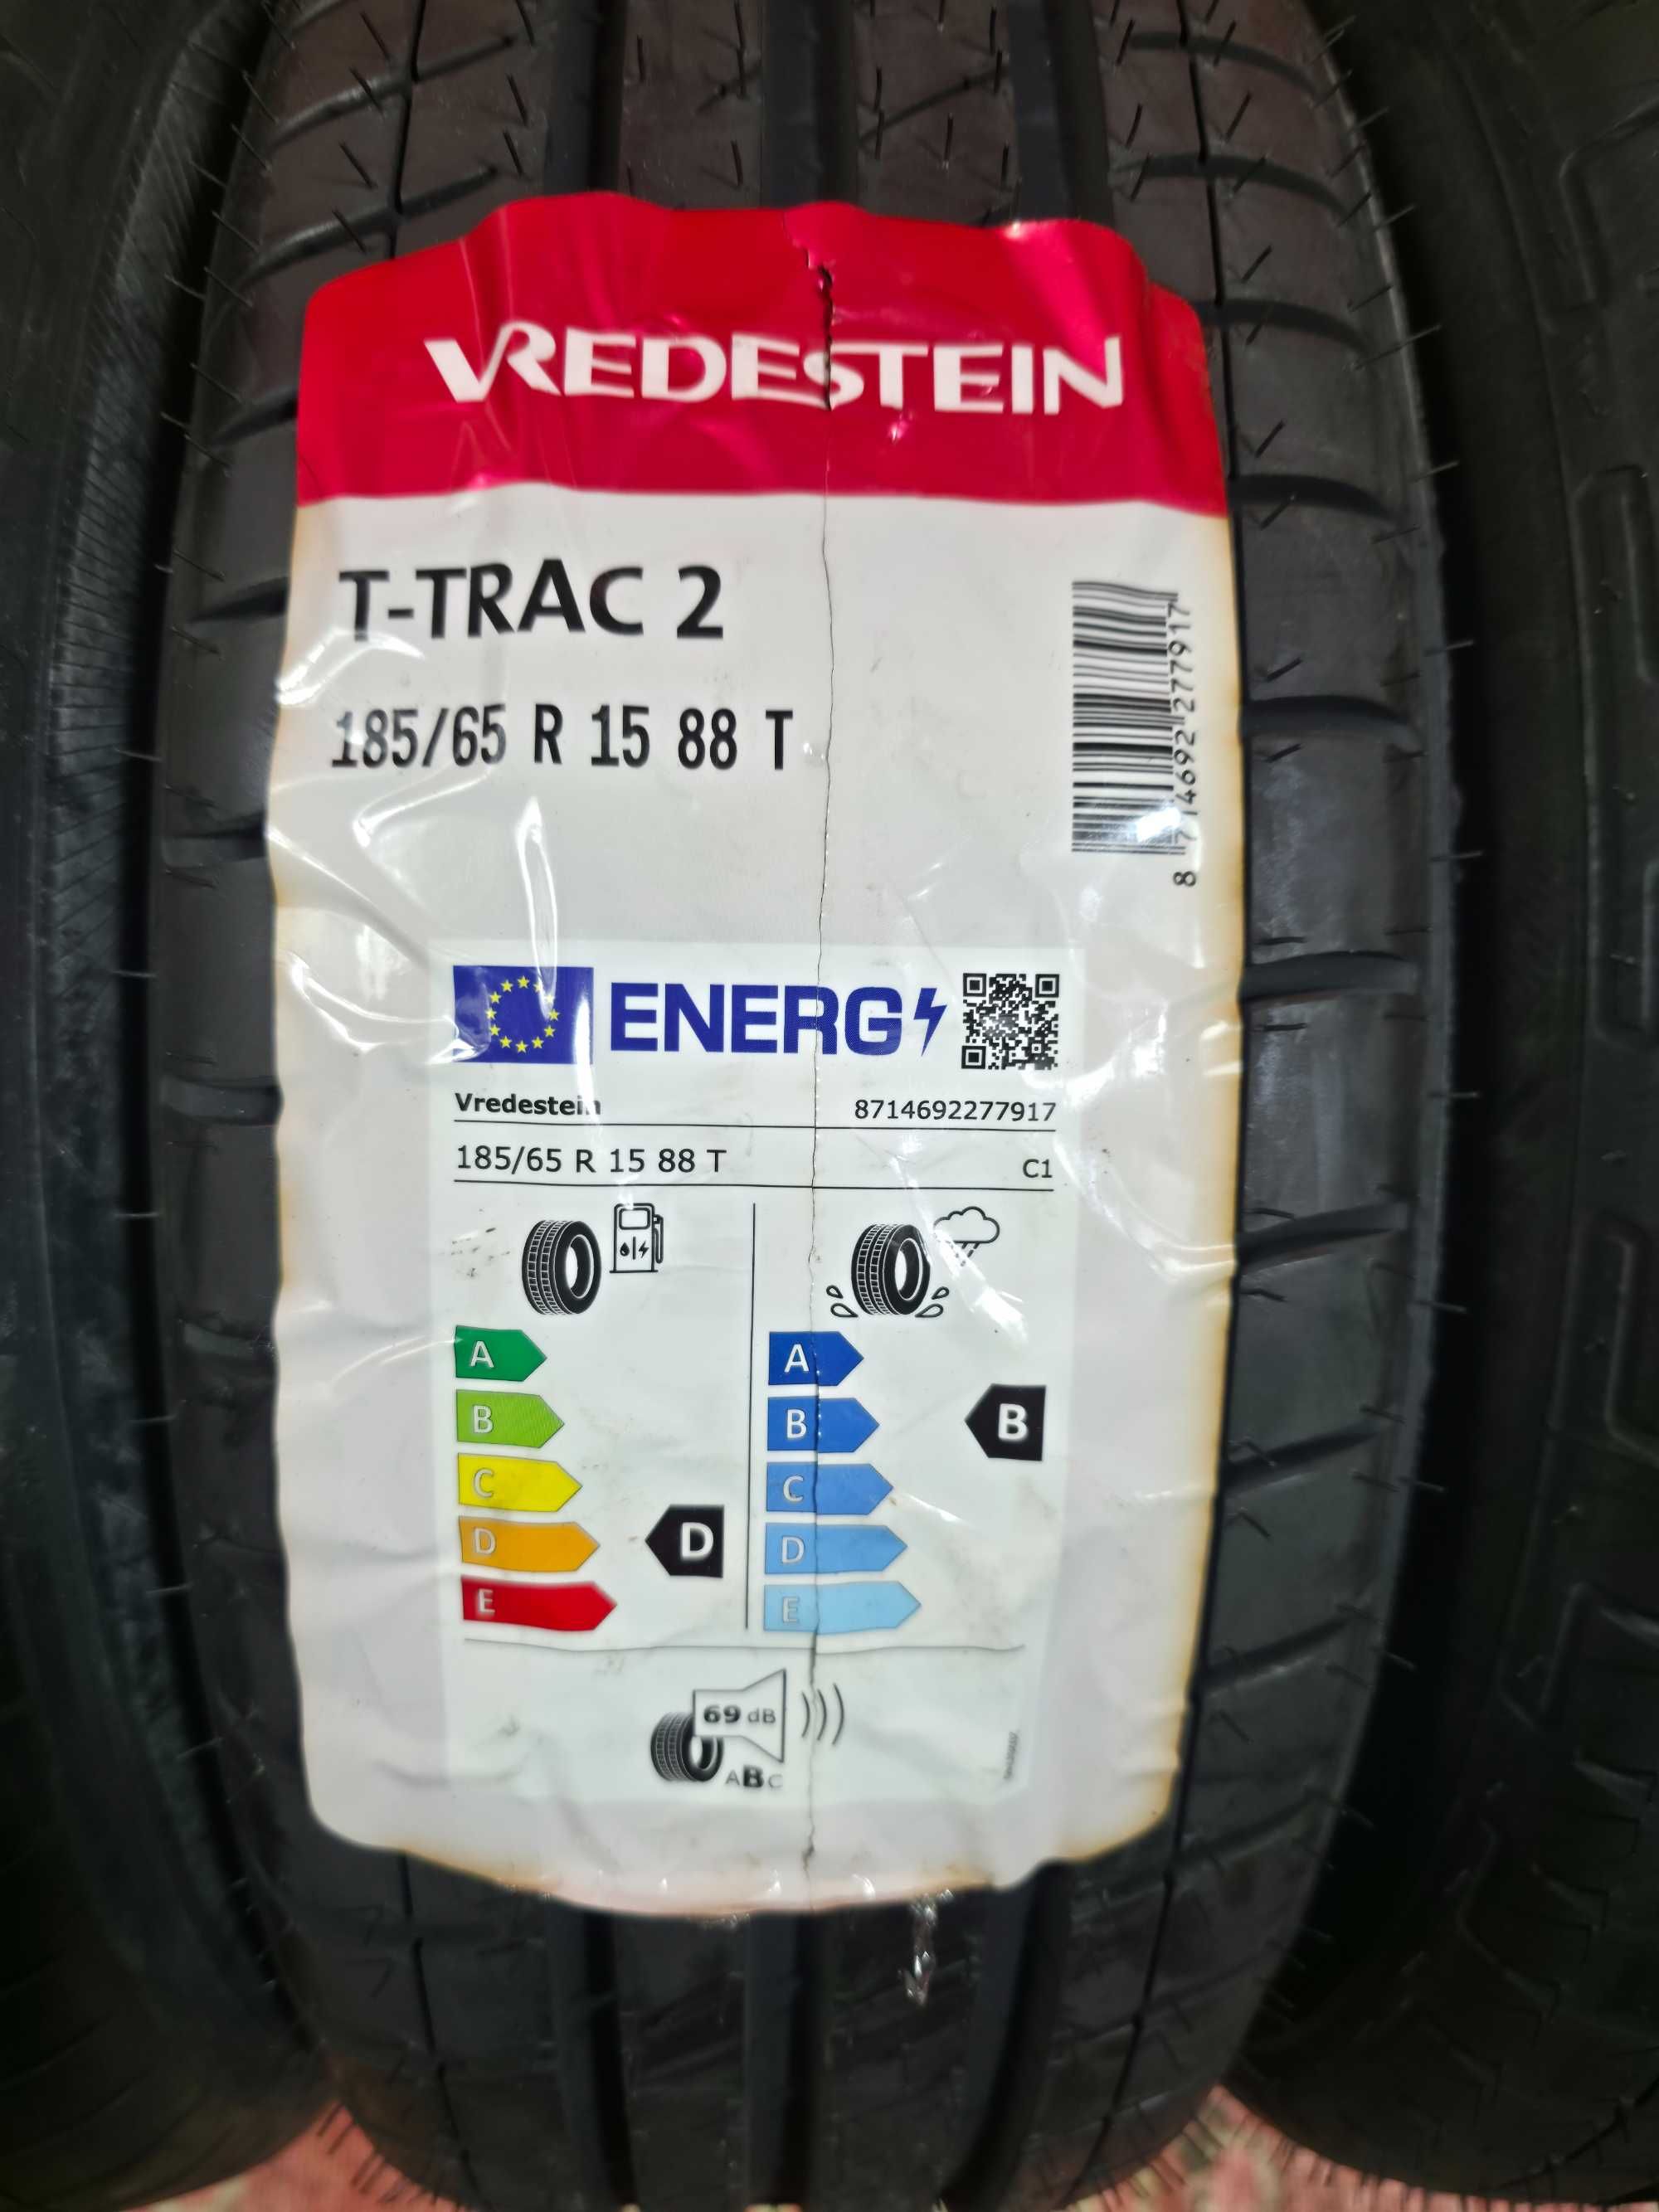 VREDESTEIN
T-TRAC 2
185/65 R 15 88 T
8 714692 277917
ENERG
Vredestein 8714692277917
185/65 R 15 88 T C1
A A
B B B
C C
D D D
E E
69 dB
ABC